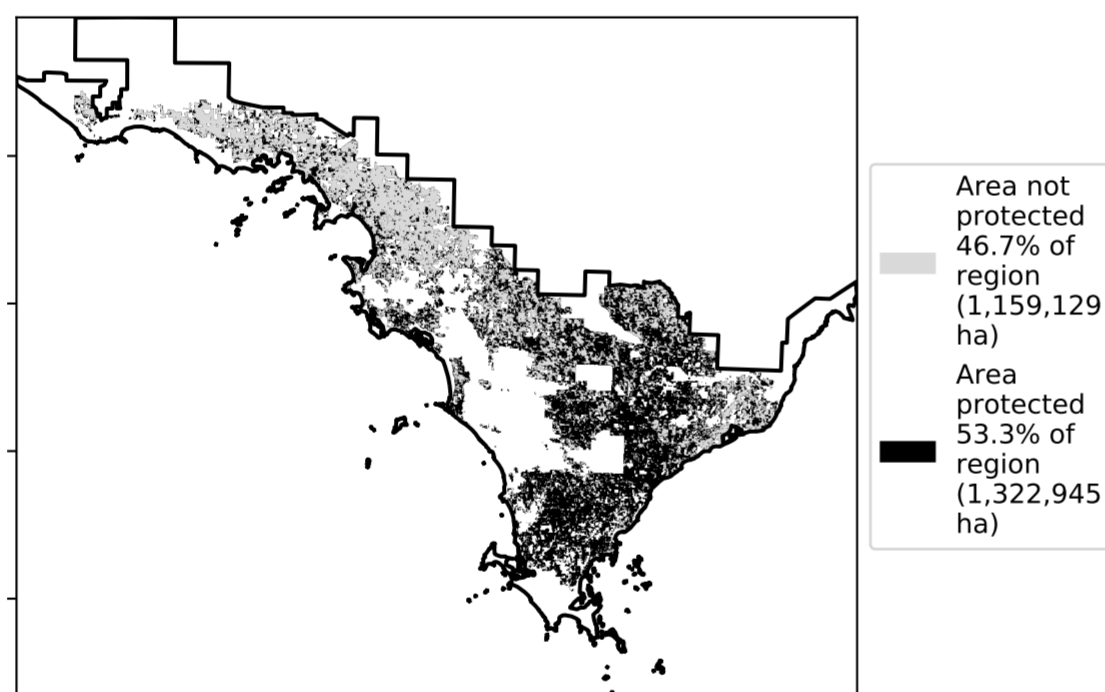 Area not
protected
46.7% of
region
(1,159,129
ha)
Area
protected
53.3% of
region
(1,322,945
ha)